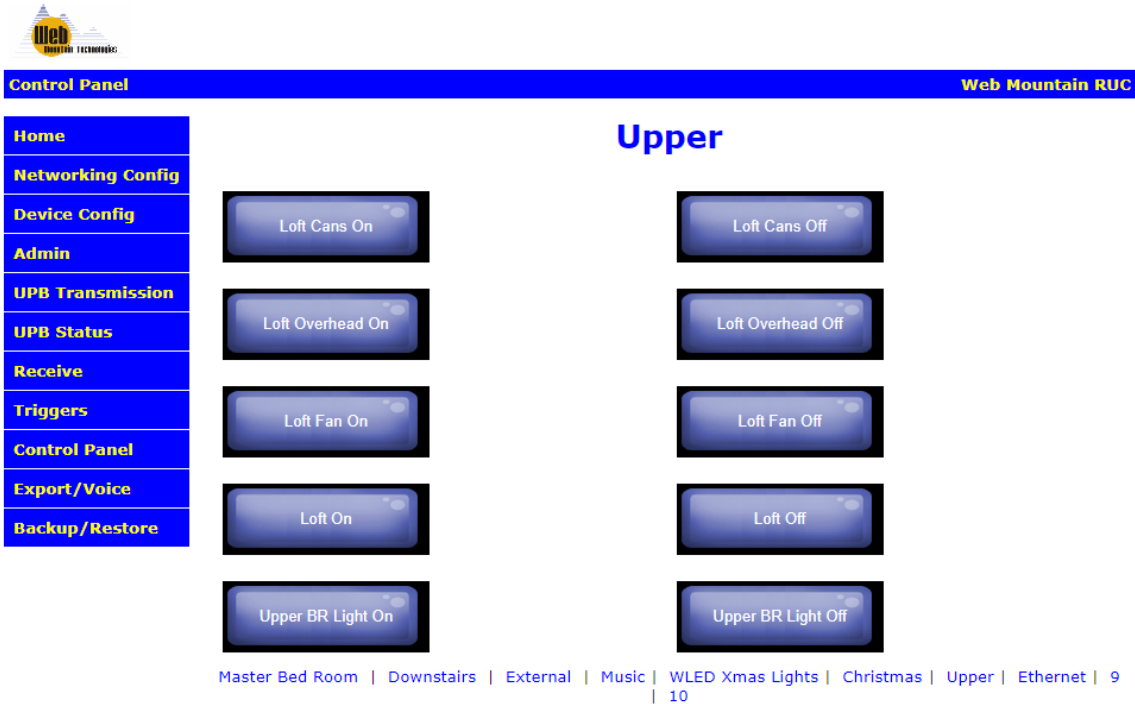 Web
Mountain Technologies
Control Panel Web Mountain RUC
Home
Networking Config
Device Config
Admin
UPB Transmission
UPB Status
Receive
Triggers
Control Panel
Export/Voice
Backup/Restore
Upper
Loft Cans On Loft Cans Off
Loft Overhead On Loft Overhead Off
Loft Fan On Loft Fan Off
Loft On Loft Off
Upper BR Light On Upper BR Light Off
Master Bed Room | Downstairs | External | Music | WLED Xmas Lights | Christmas | Upper | Ethernet | 9
| 10